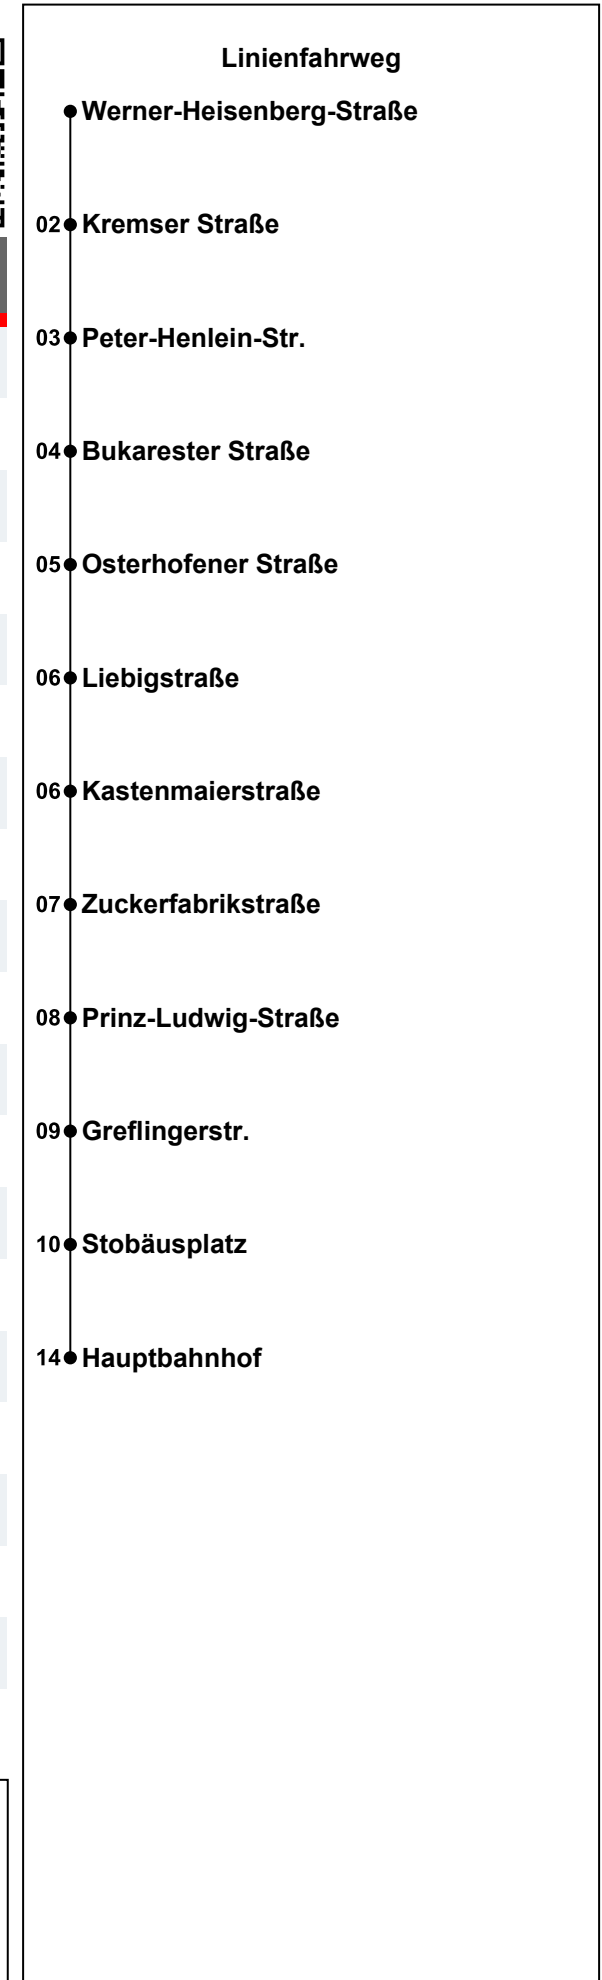 Linienfahrweg
Werner-Heisenberg-Straße
02 Kremser Straße
03 Peter-Henlein-Str.
04 Bukarester Straße
05 Osterhofener Straße
06 Liebigstraße
06 Kastenmaierstraße
07 Zuckerfabrikstraße
08 Prinz-Ludwig-Straße
09 Greflingerstr.
10 Stobäusplatz
14 Hauptbahnhof